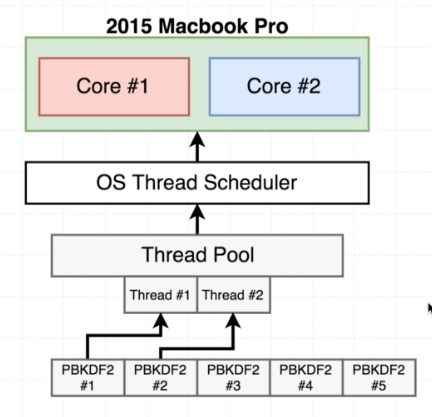 2015 Macbook Pro
Core #1
Core #2
OS Thread Scheduler
Thread Pool
Thread #1
Thread #2
PBKDF2
#1
PBKDF2
#2
PBKDF2
#3
PBKDF2
#4
PBKDF2
#5